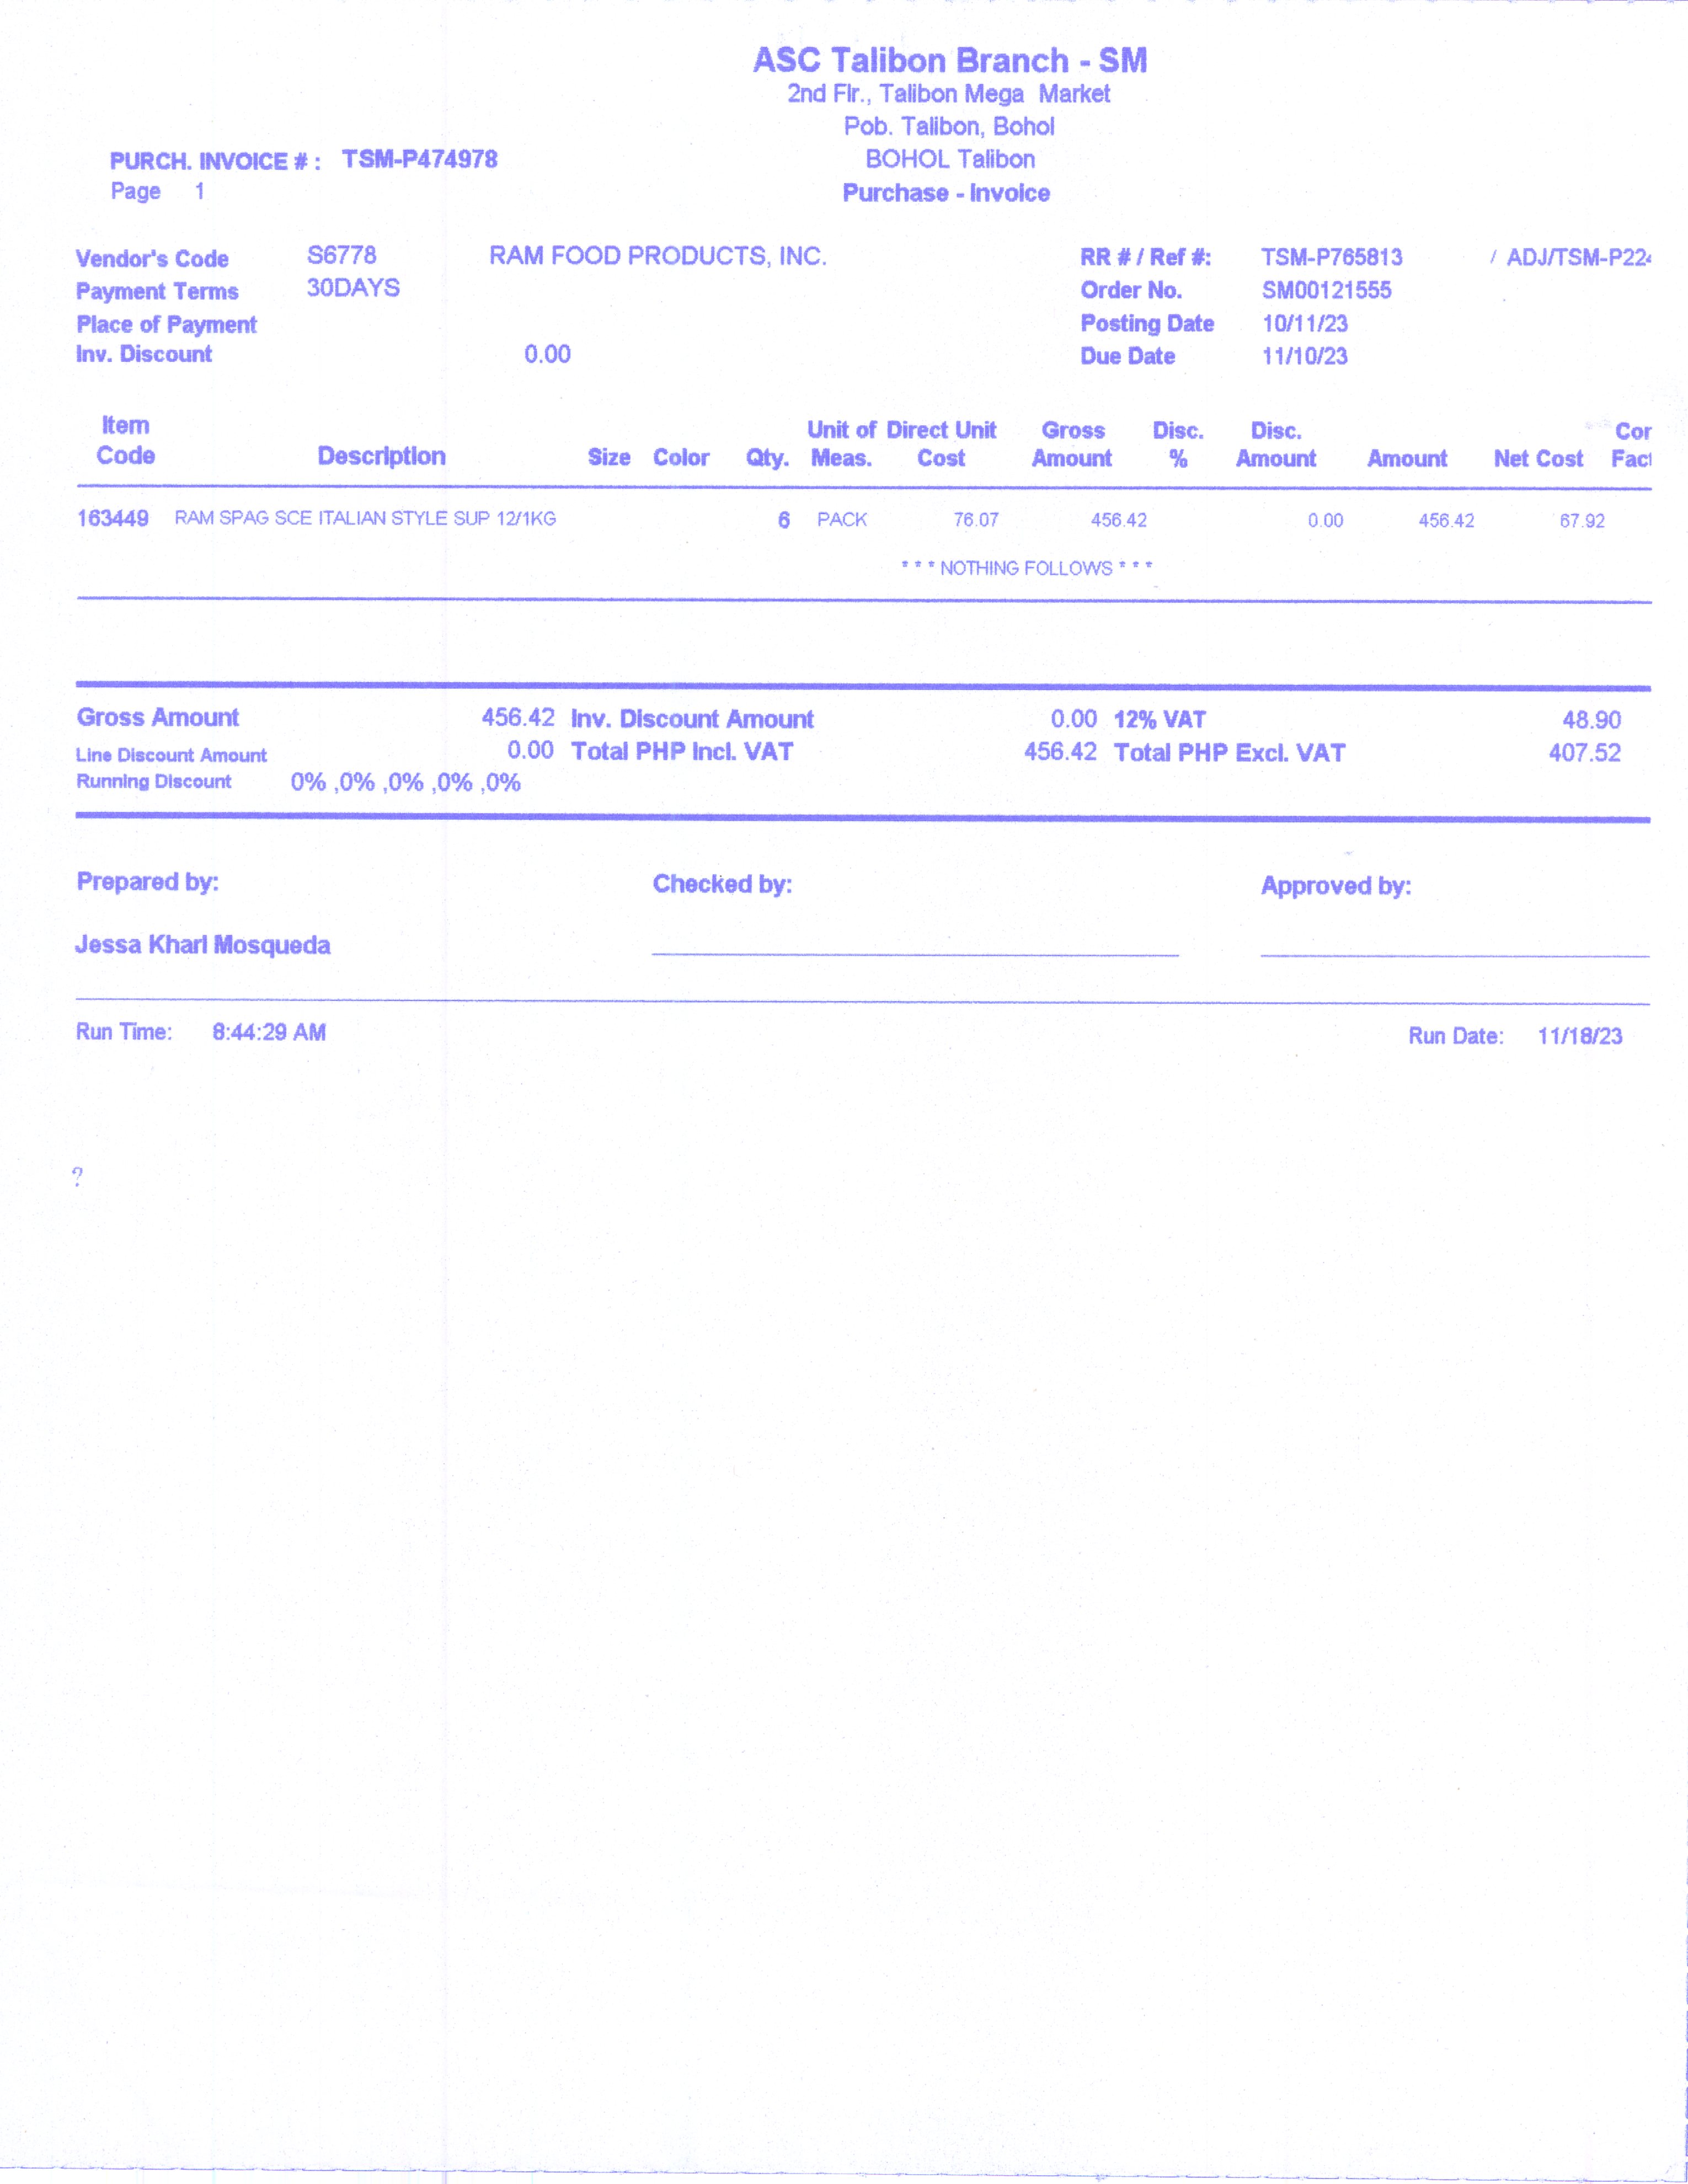 ASC Talibon Branch - SM
2nd Flr., Talibon Mega Market
Pob. Talibon, Bohol
PURCH. INVOICE # : TSM-P474978 BOHOL Talibon
Page 1 Purchase - Invoice
Vendor's Code S6778 RAM FOOD PRODUCTS, INC. RR # / Ref #: TSM-P765813 / ADJ/TSM-P22
Payment Terms 30DAYS Order No. SM00121555
Place of Payment Posting Date 10/11/23
Inv. Discount 0.00 Due Date 11/10/23
Item Unit of Direct Unit Gross Disc. Disc. Cor
Code Description Size Color Qty. Meas. Cost Amount % Amount Amount Net Cost Fact
163449 RAM SPAG SCE ITALIAN STYLE SUP 12/1KG 6 PACK 76.07 456.42 0.00 456.42 67.92
* * * NOTHING FOLLOWS * * *
Gross Amount 456.42 Inv. Discount Amount 0.00 12% VAT 48.90
Line Discount Amount 0.00 Total PHP Incl. VAT 456.42 Total PHP Excl. VAT 407.52
Running Discount 0% ,0% ,0% ,0% ,0%
Prepared by: Checked by: Approved by:
Jessa Kharl Mosqueda
Run Time: 8:44:29 AM Run Date: 11/18/23
?